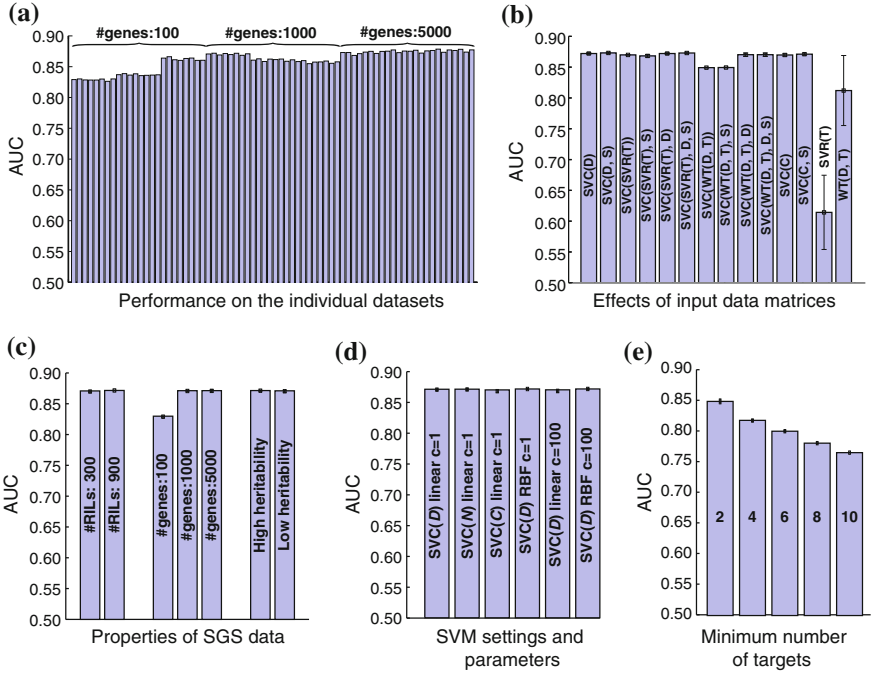 (a)
#genes:100 #genes:1000 #genes:5000
AUC
0.90
0.85
0.80
0.75
0.70
0.65
0.60
0.55
0.50
Performance on the individual datasets
(b)
AUC
0.90
0.85
0.80
0.75
0.70
0.65
0.60
0.55
0.50
SVC(D)
SVC(D, S)
SVC(SVR(T))
SVC(SVR(T), S)
SVC(SVR(T), D)
SVC(SVR(T), D, S)
SVC(WT(D, T))
SVC(WT(D, T), S)
SVC(WT(D, T), D)
SVC(WT(D, T), D, S)
SVC(C)
SVC(C, S)
SVR(T)
WT(D, T)
Effects of input data matrices
(c)
AUC
0.90
0.85
0.80
0.75
0.70
0.65
0.60
0.55
0.50
#RILs: 300
#RILs: 900
#genes:100
#genes:1000
#genes:5000
High heritability
Low heritability
Properties of SGS data
(d)
AUC
0.90
0.85
0.80
0.75
0.70
0.65
0.60
0.55
0.50
SVC(D) linear c=1
SVC(N) linear c=1
SVC(C) linear c=1
SVC(D) RBF c=1
SVC(D) linear c=100
SVC(D) RBF c=100
SVM settings and
parameters
(e)
AUC
0.90
0.85
0.80
0.75
0.70
0.65
0.60
0.55
0.50
2 4 6 8 10
Minimum number
of targets